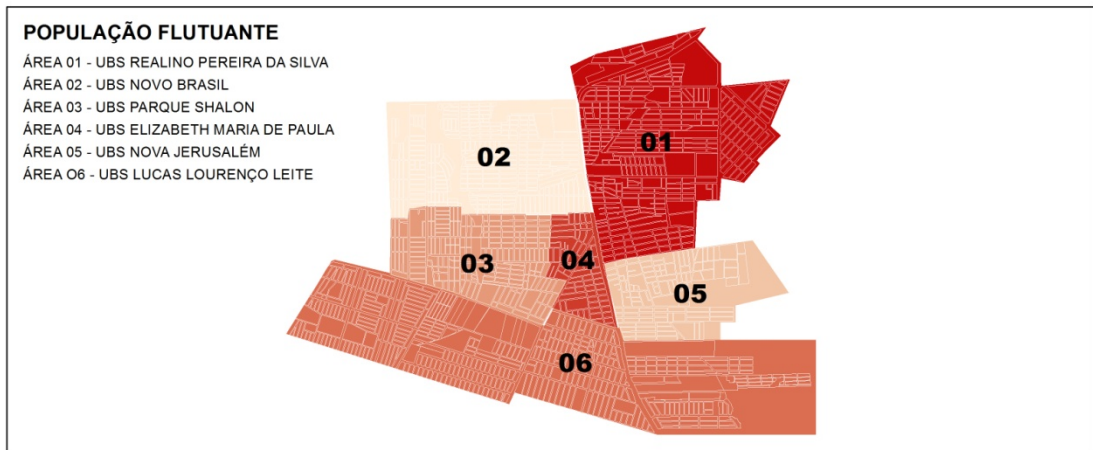 POPULAÇÃO FLUTUANTE
ÁREA 01 - UBS REALINO PEREIRA DA SILVA
ÁREA 02 - UBS NOVO BRASIL
ÁREA 03 - UBS PARQUE SHALON
ÁREA 04 - UBS ELIZABETH MARIA DE PAULA
ÁREA 05 - UBS NOVA JERUSALÉM
ÁREA O6 - UBS LUCAS LOURENÇO LEITE
01
02
03
04
05
06